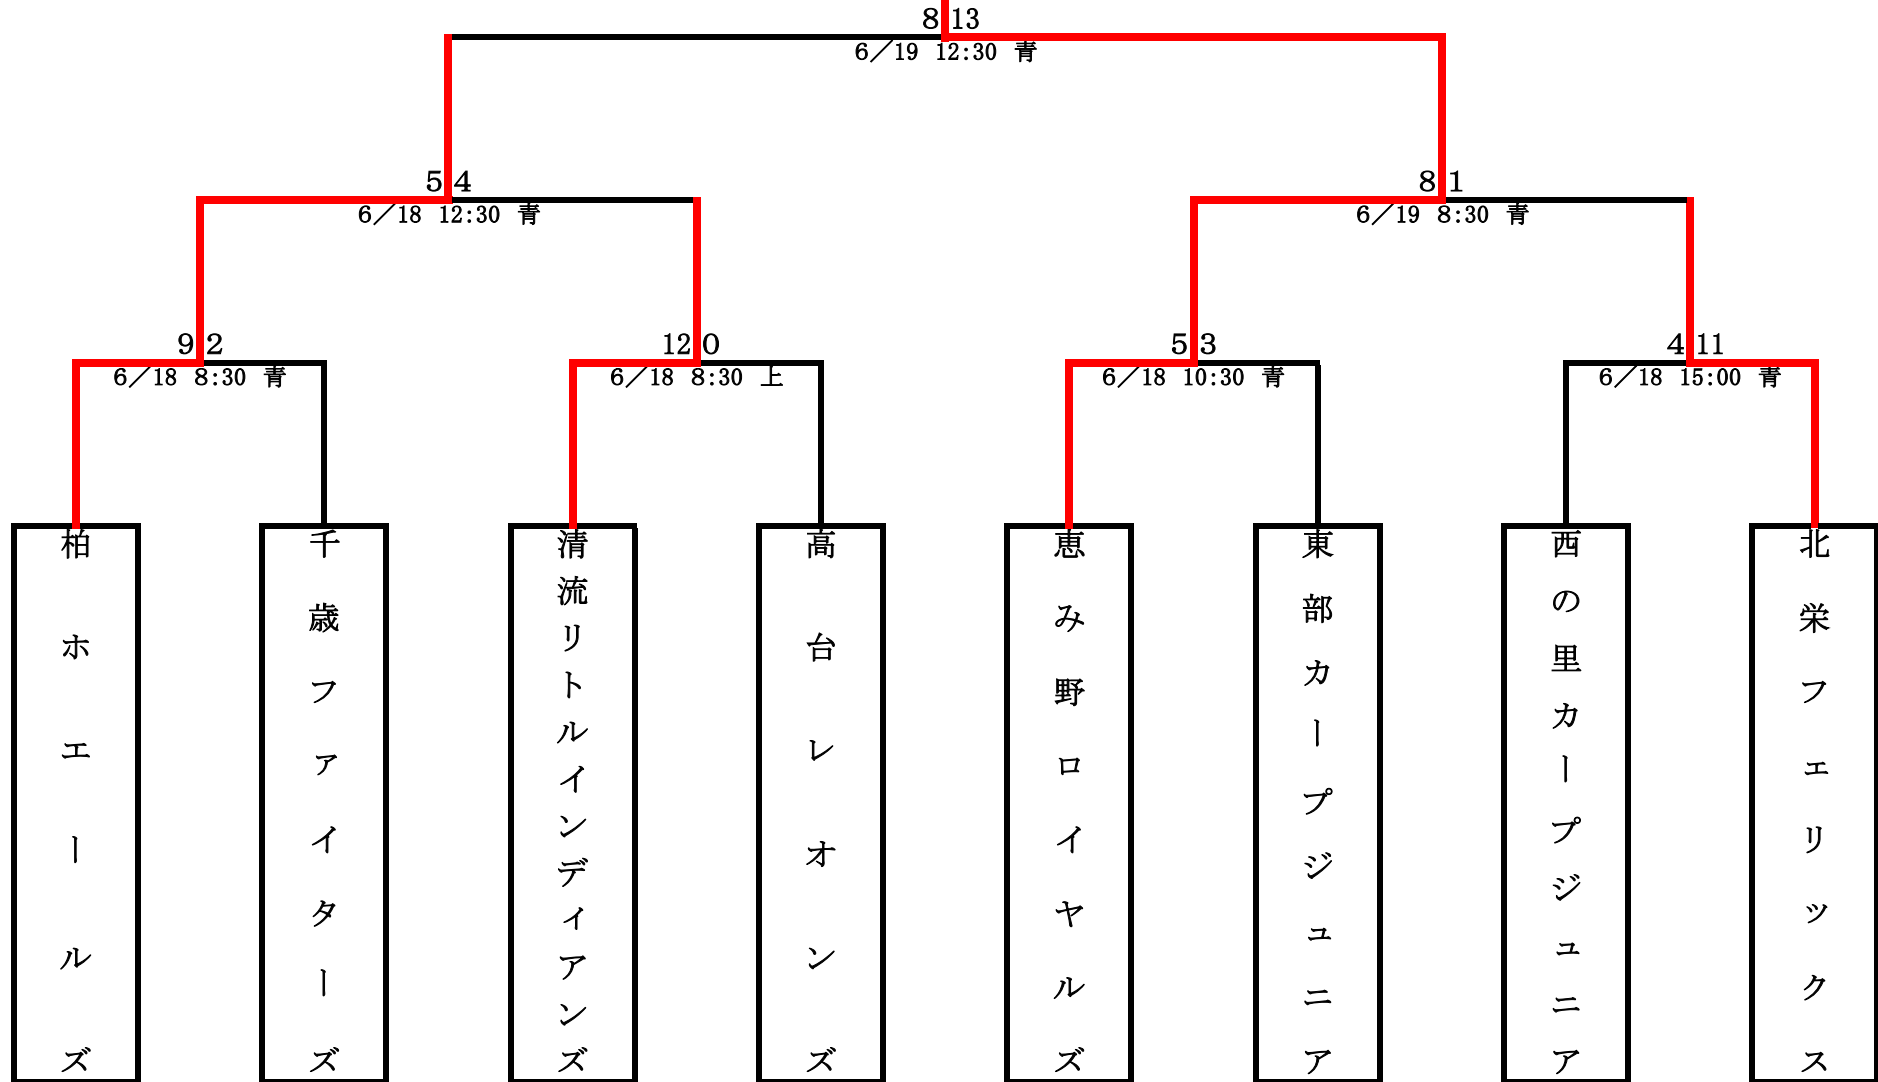 8 13
6／19 12:30 青
5 4
6／18 12:30 青
8 1
6／19 8:30 青
9 2
6／18 8:30 青
12 0
6／18 8:30 上
5 3
6／18 10:30 青
4 11
6／18 15:00 青
柏ホエールズ
千歳ファイターズ
清流リトルインディアンズ
高台レオンズ
恵み野ロイヤルズ
東部カープジュニア
西の里カープジュニア
北栄フェリックス